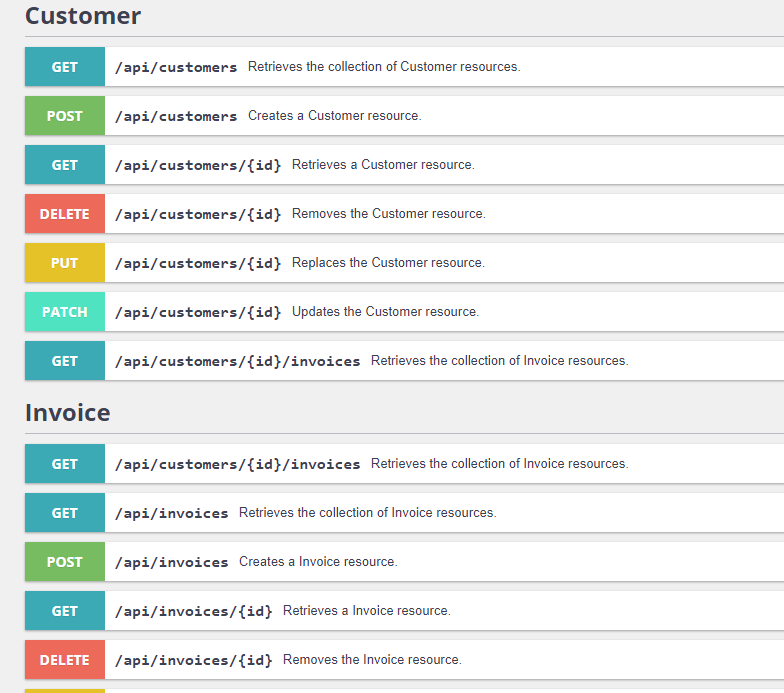 Customer
GET /api/customers Retrieves the collection of Customer resources.
POST /api/customers Creates a Customer resource.
GET /api/customers/{id} Retrieves a Customer resource.
DELETE /api/customers/{id} Removes the Customer resource.
PUT /api/customers/{id} Replaces the Customer resource.
PATCH /api/customers/{id} Updates the Customer resource.
GET /api/customers/{id}/invoices Retrieves the collection of Invoice resources.
Invoice
GET /api/customers/{id}/invoices Retrieves the collection of Invoice resources.
GET /api/invoices Retrieves the collection of Invoice resources.
POST /api/invoices Creates a Invoice resource.
GET /api/invoices/{id} Retrieves a Invoice resource.
DELETE /api/invoices/{id} Removes the Invoice resource.